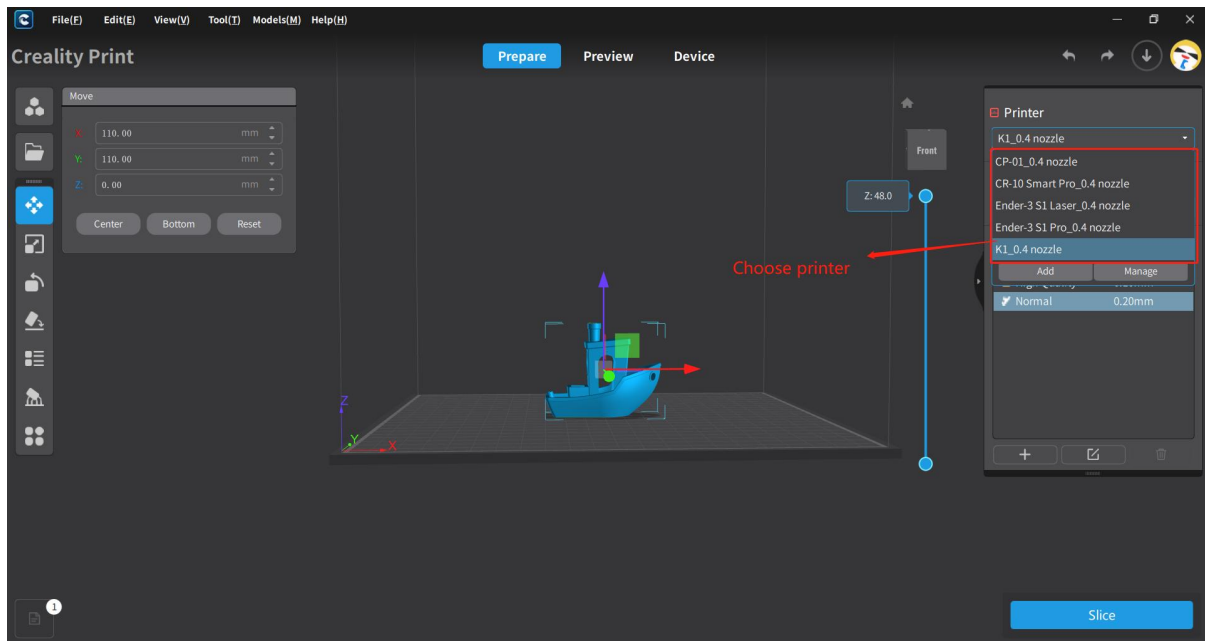 File(F) Edit(E) View(V) Tool(T) Models(M) Help(H)
Creality Print
Prepare Preview Device
Move
X: 110.00 mm
Y: 110.00 mm
Z: 0.00 mm
Center Bottom Reset
Front
Z: 48.0
Choose printer
Z
Y
X
Printer
K1_0.4 nozzle
CP-01_0.4 nozzle
CR-10 Smart Pro_0.4 nozzle
Ender-3 S1 Laser_0.4 nozzle
Ender-3 S1 Pro_0.4 nozzle
K1_0.4 nozzle
Add Manage
Normal 0.20mm
1
Slice